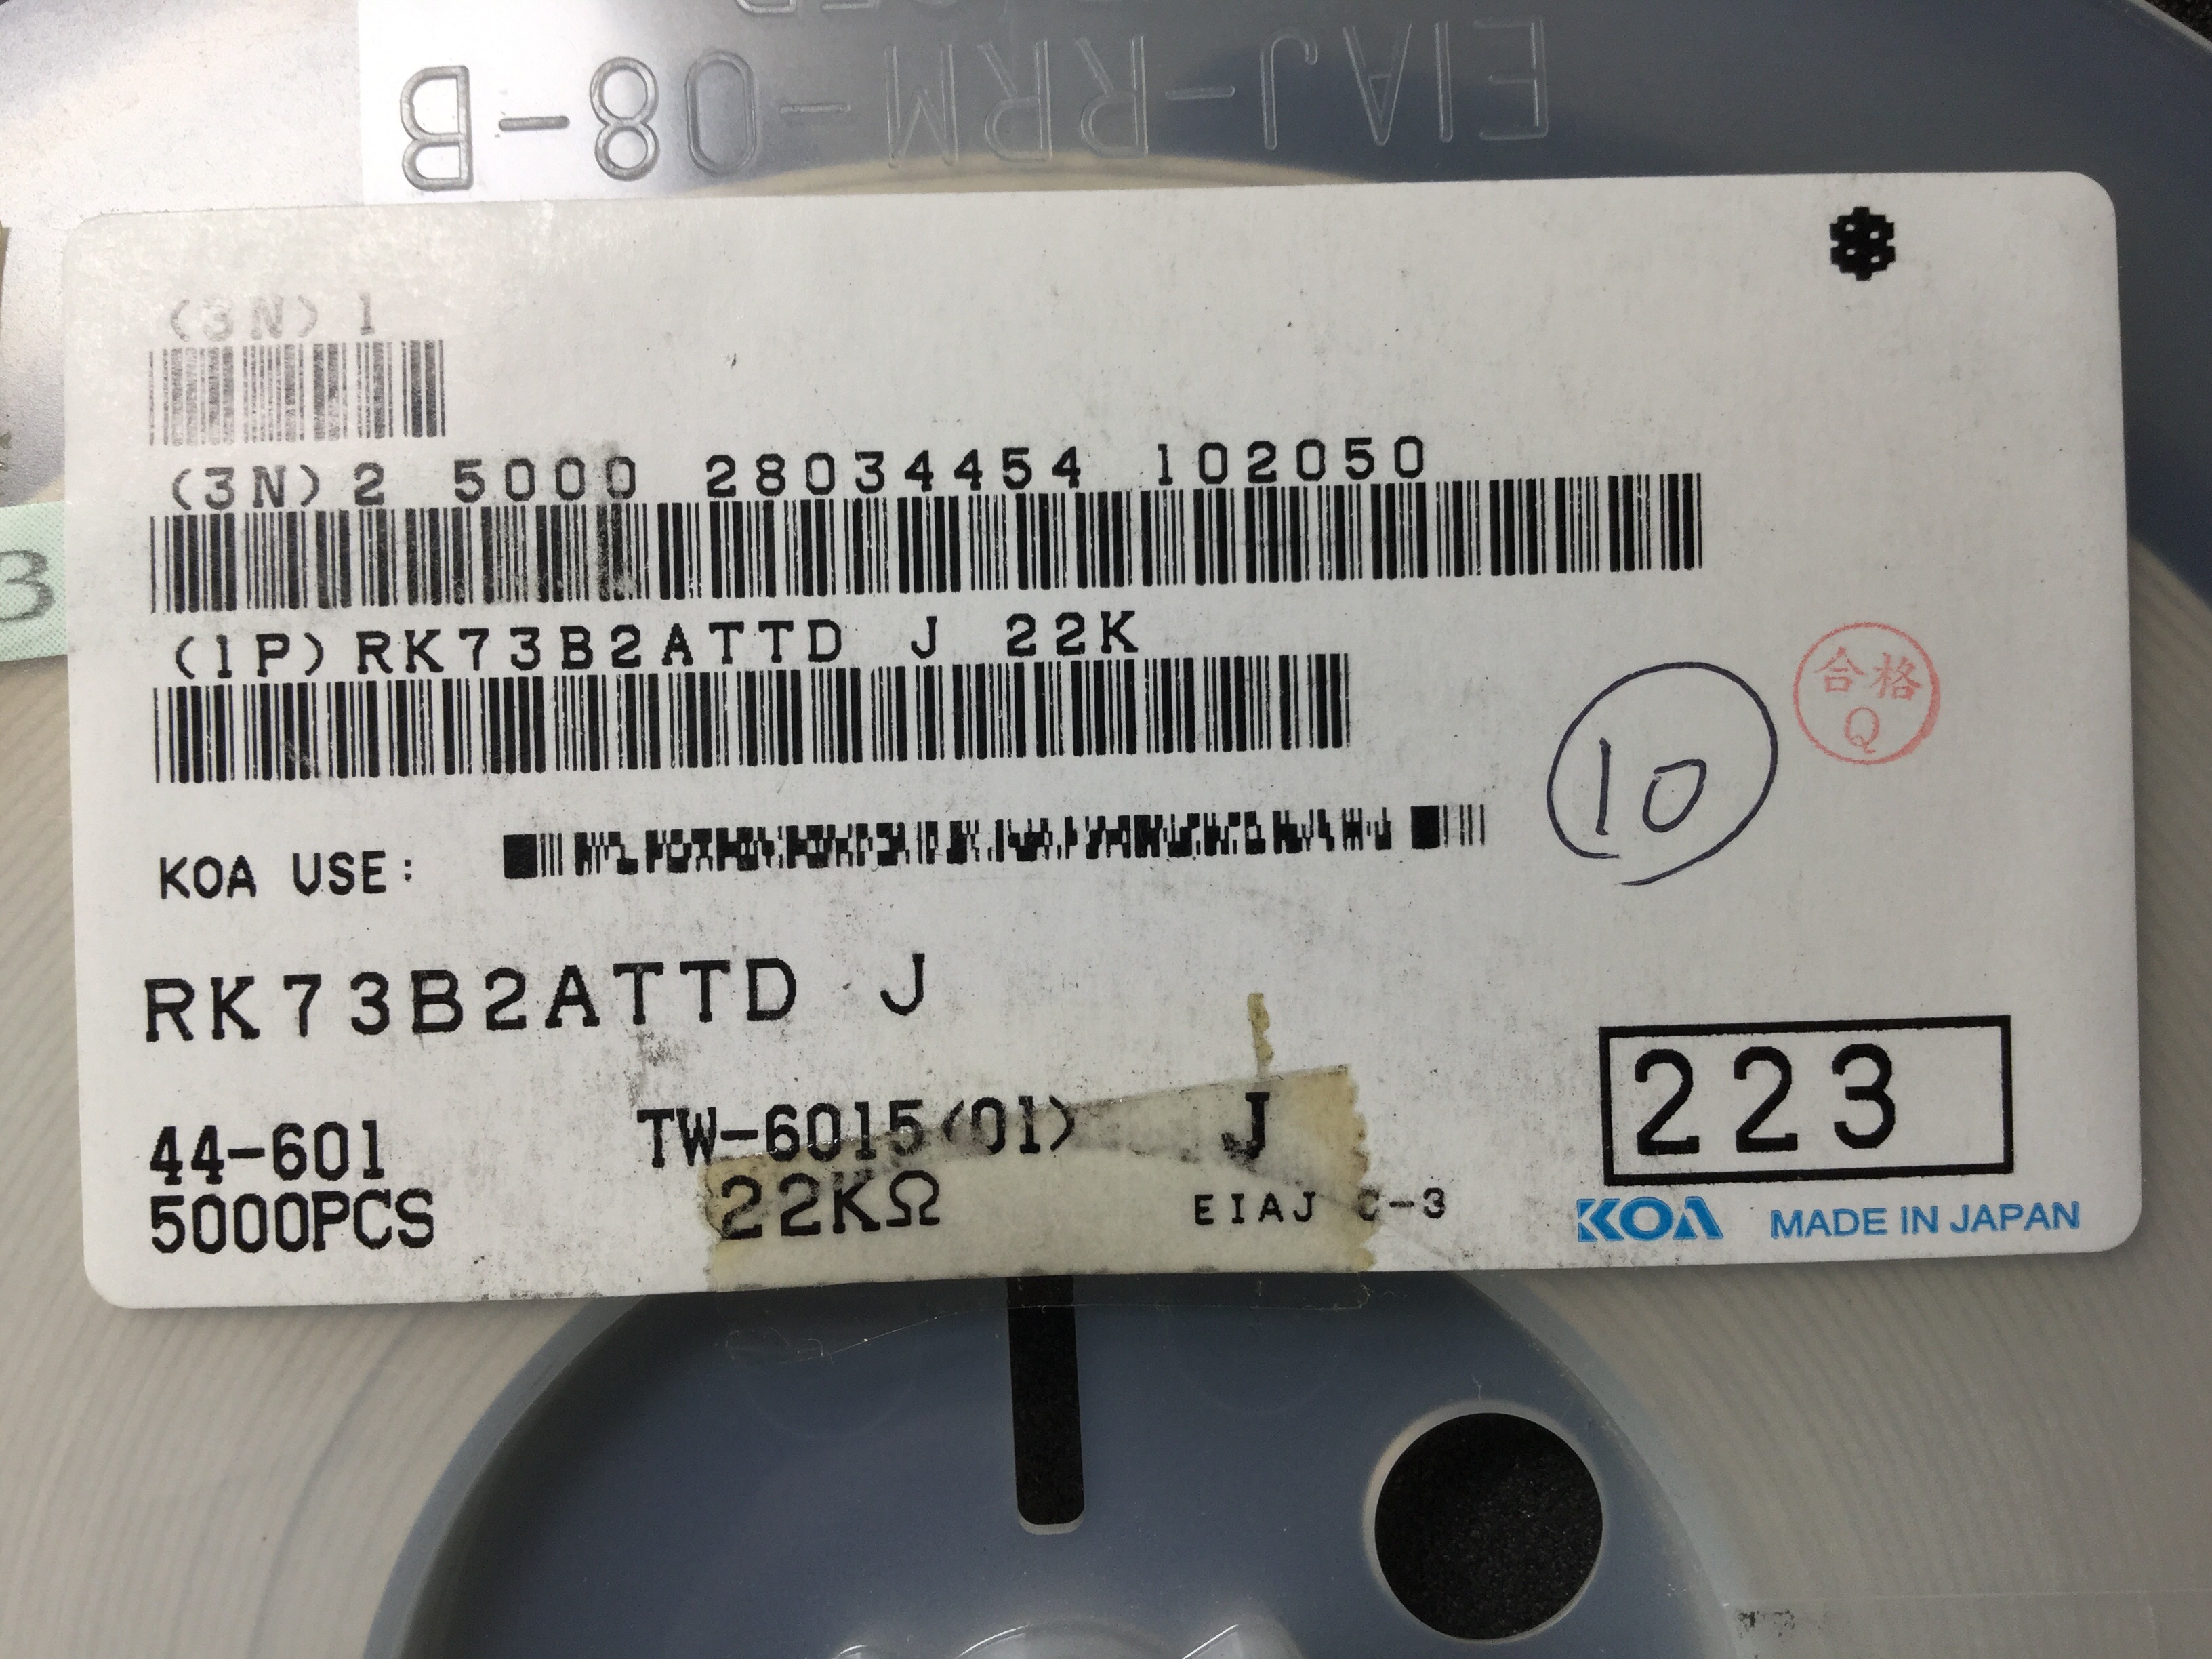 EIAJ-RRM-08-B
(3N) 1
(3N) 2 5000 28034454 102050
(1P) RK73B2ATTD J 22K
合格
Q
10
KOA USE:
RK73B2ATTD J
223
44-601 TW-6015(01) J
5000PCS 22KΩ EIAJ C-3
KOA MADE IN JAPAN
3